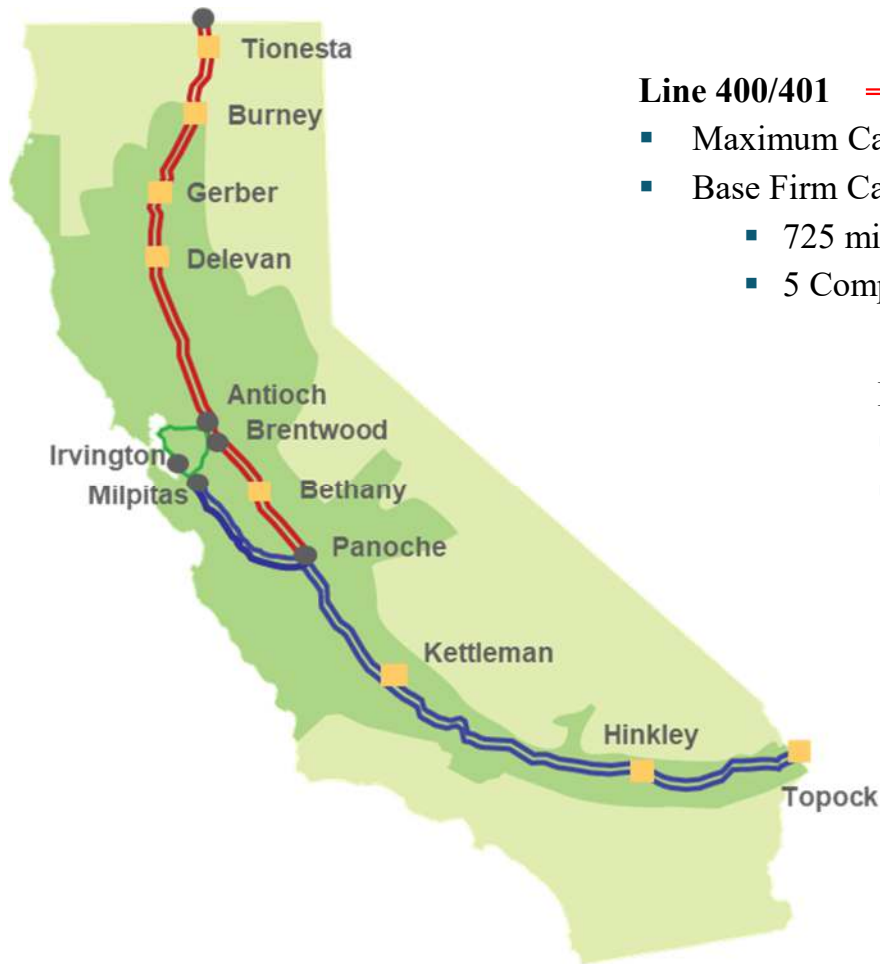 Tionesta
Burney
Gerber
Delevan
Antioch
Brentwood
Irvington
Milpitas
Bethany
Panoche
Kettleman
Hinkley
Topock
Line 400/401
Maximum Ca
Base Firm Ca
725 mi
5 Comp